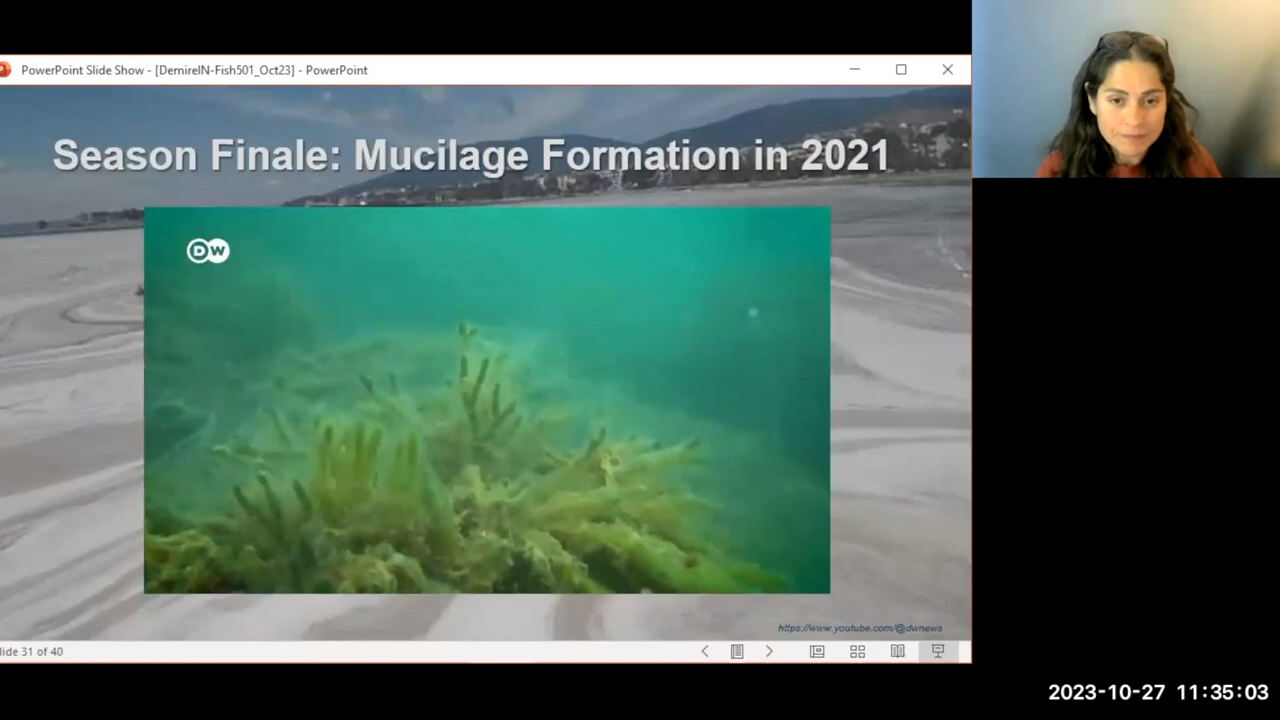 PowerPoint Slide Show - [DemirelN-Fish501_Oct23] - PowerPoint
Season Finale: Mucilage Formation in 2021
DW
https://www.youtube.com/@dwnews
lide 31 of 40
2023-10-27 11:35:03